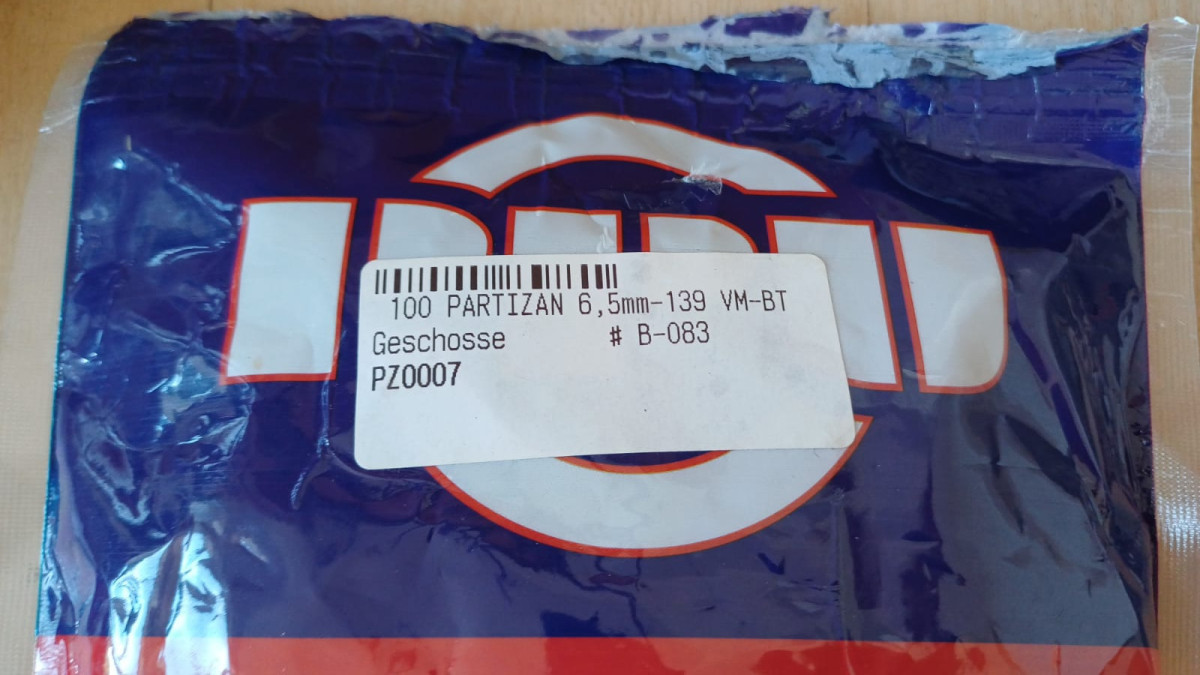 100 PARTIZAN 6,5mm-139 VM-BT
Geschosse # B-083
PZ0007